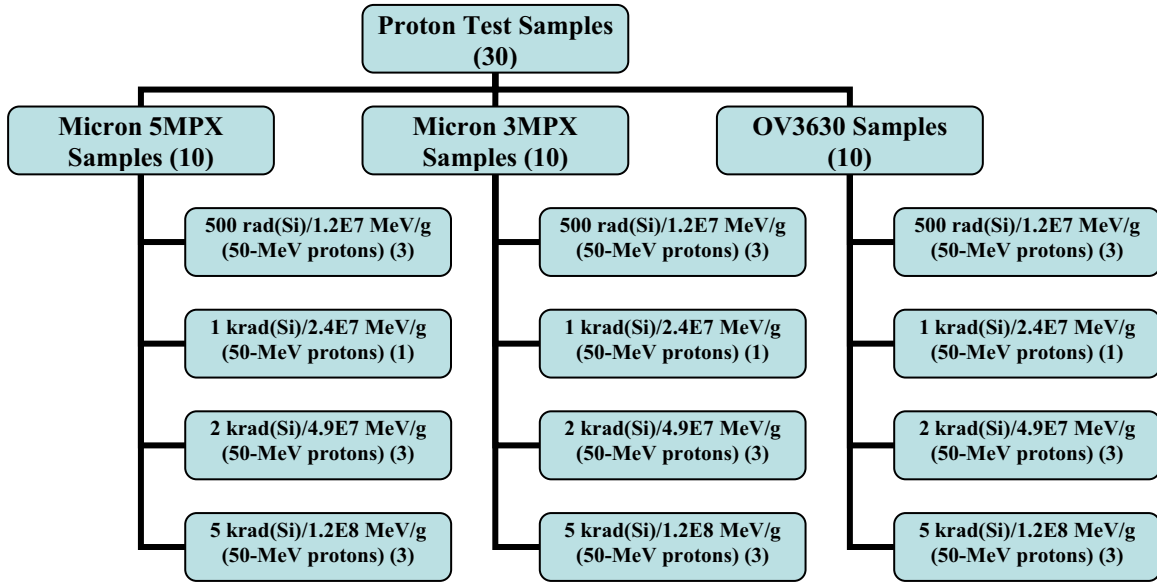 Proton Test Samples
(30)
Micron 5MPX
Samples (10)
500 rad(Si)/1.2E7 MeV/g
(50-MeV protons) (3)
1 krad(Si)/2.4E7 MeV/g
(50-MeV protons) (1)
2 krad(Si)/4.9E7 MeV/g
(50-MeV protons) (3)
5 krad(Si)/1.2E8 MeV/g
(50-MeV protons) (3)
Micron 3MPX
Samples (10)
500 rad(Si)/1.2E7 MeV/g
(50-MeV protons) (3)
1 krad(Si)/2.4E7 MeV/g
(50-MeV protons) (1)
2 krad(Si)/4.9E7 MeV/g
(50-MeV protons) (3)
5 krad(Si)/1.2E8 MeV/g
(50-MeV protons) (3)
OV3630 Samples
(10)
500 rad(Si)/1.2E7 MeV/g
(50-MeV protons) (3)
1 krad(Si)/2.4E7 MeV/g
(50-MeV protons) (1)
2 krad(Si)/4.9E7 MeV/g
(50-MeV protons) (3)
5 krad(Si)/1.2E8 MeV/g
(50-MeV protons) (3)